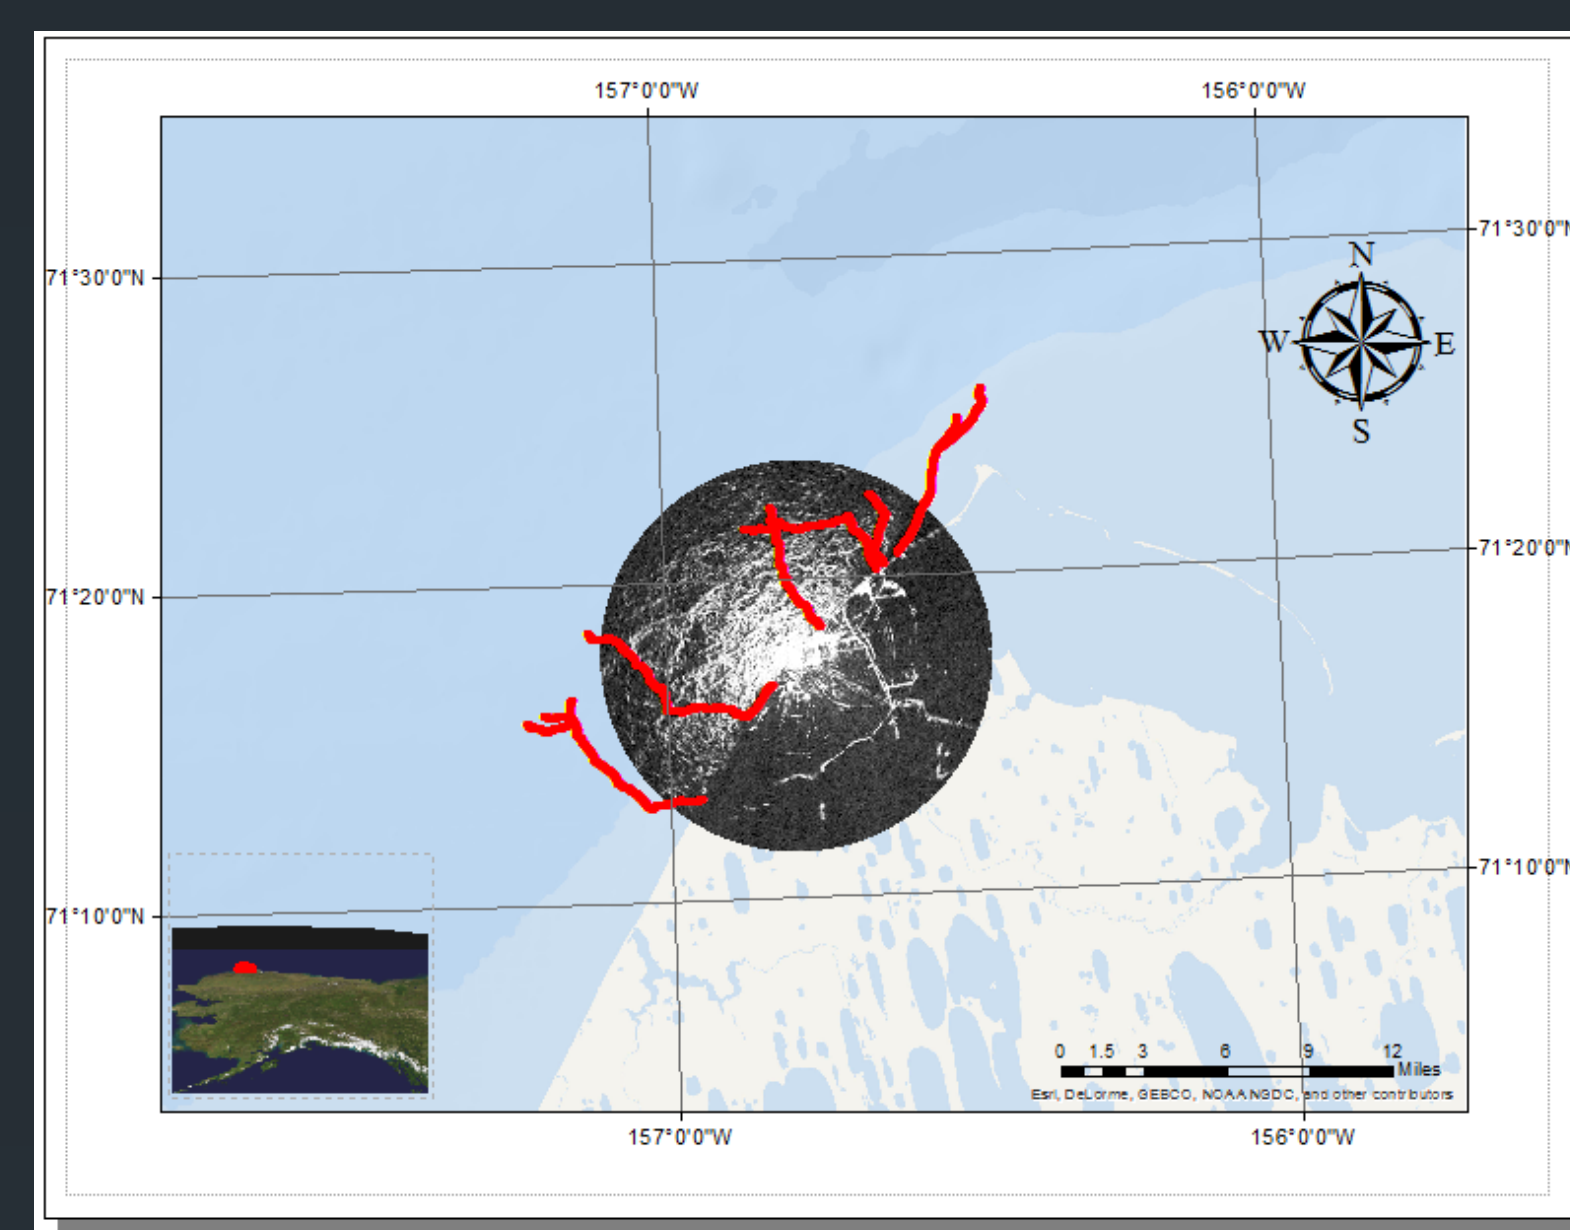 157°0'0"W 156°0'0"W
71°30'0"N
71°30'0"N
N
W E
S
71°20'0"N
71°20'0"N
71°10'0"N
71°10'0"N
0 1.5 3 6 9 12
Miles
Esri, DeLorme, GEBCO, NOAA NGDC, and other contributors
157°0'0"W 156°0'0"W